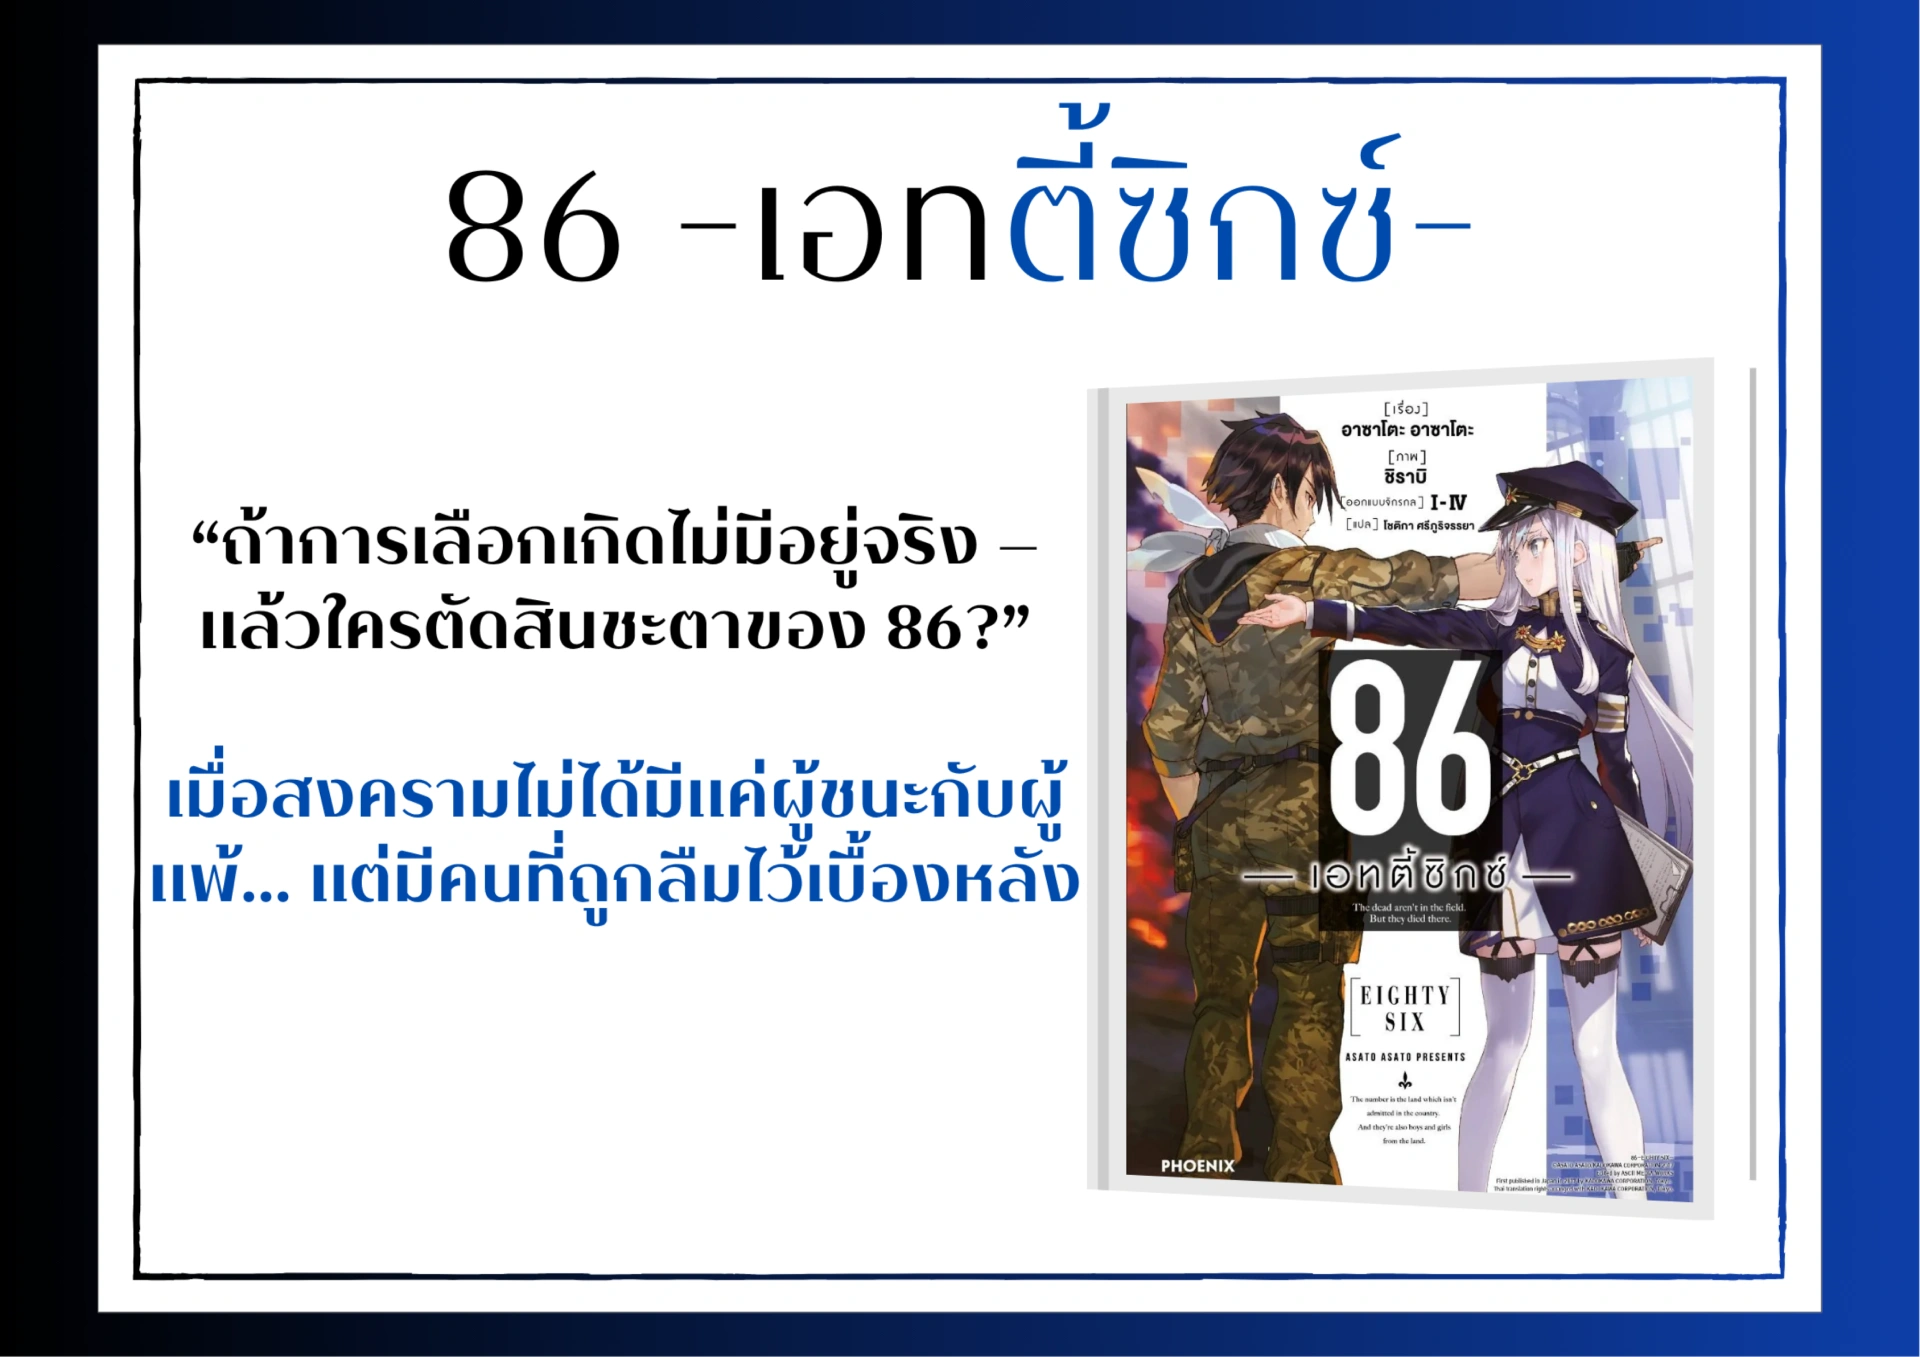 86 -เอทตี้ซิกซ์-
“ถ้าการเลือกเกิดไม่มีอยู่จริง –
แล้วใครตัดสินชะตาของ 86?”
เมื่อสงครามไม่ได้มีแค่ผู้ชนะกับผู้
แพ้... แต่มีคนที่ถูกลืมไว้เบื้องหลัง
[เรื่อง]
อาซาโตะ อาซาโตะ
[ภาพ]
ชิราบิ
[ออกแบบจักรกล] I-IV
[แปล] โชติกา ศรีภูริจรรยา
86
— เอทตี้ซิกซ์ —
The dead aren't in the field.
But they died there.
[EIGHTY
SIX]
ASATO ASATO PRESENTS
The number is the land which isn't
admitted in the country.
And they're also boys and girls
from the land.
PHOENIX